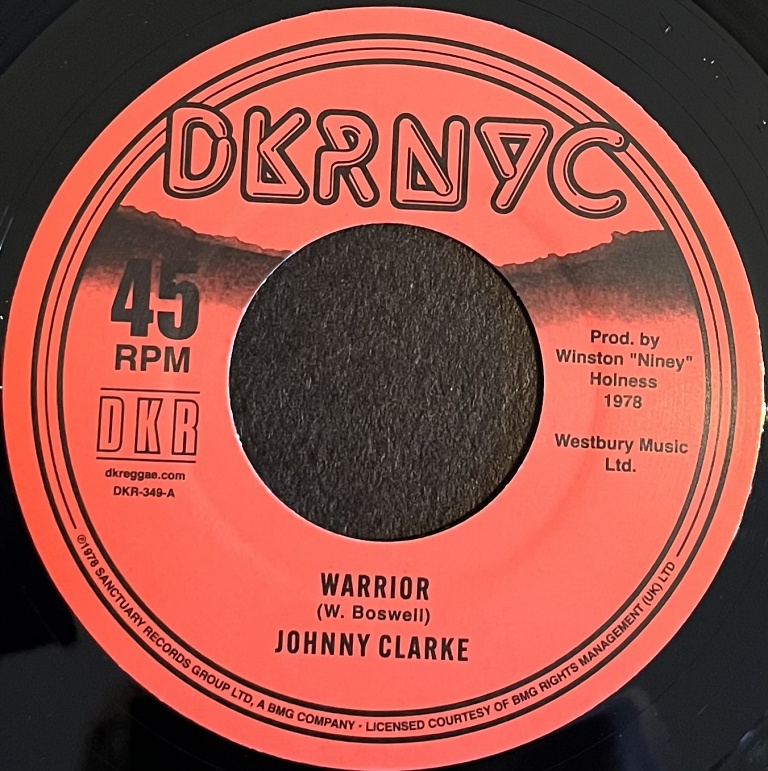 DKRNYC
45
RPM
DKR
dkreggae.com
DKR-349-A
Prod. by
Winston "Niney"
Holness
1978
Westbury Music
Ltd.
WARRIOR
(W. Boswell)
JOHNNY CLARKE
℗1978 SANCTUARY RECORDS GROUP LTD, A BMG COMPANY · LICENSED COURTESY OF BMG RIGHTS MANAGEMENT (UK) LTD